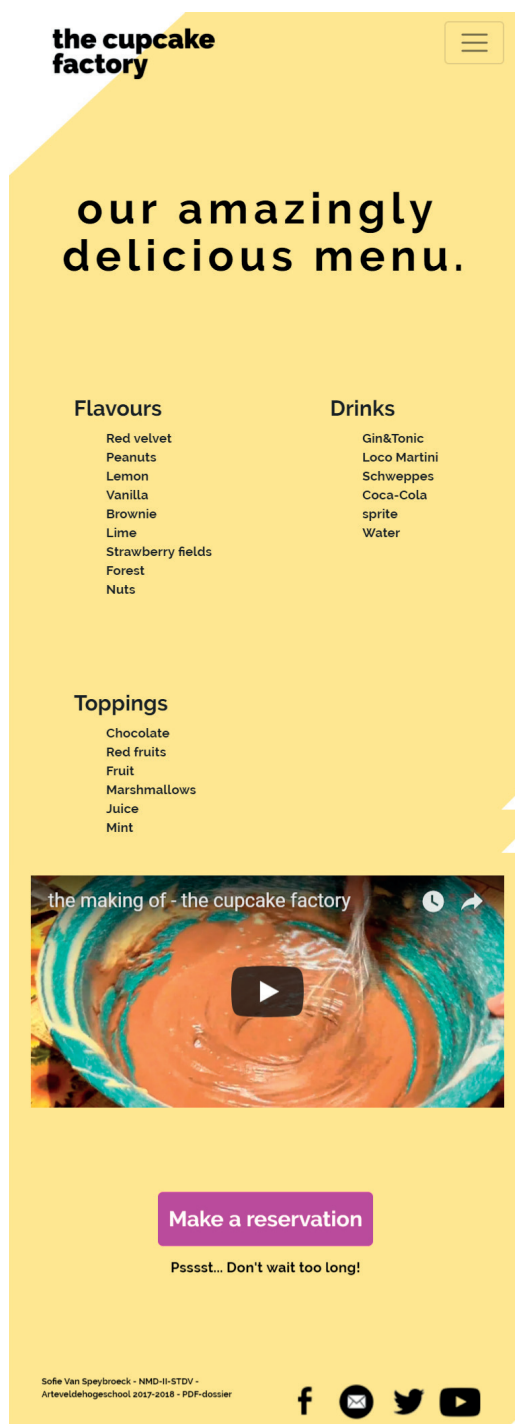 the cupcake
factory
our amazingly
delicious menu.
Flavours
Red velvet
Peanuts
Lemon
Vanilla
Brownie
Lime
Strawberry fields
Forest
Nuts
Drinks
Gin&Tonic
Loco Martini
Schweppes
Coca-Cola
sprite
Water
Toppings
Chocolate
Red fruits
Fruit
Marshmallows
Juice
Mint
the making of - the cupcake factory
Make a reservation
Psssst... Don't wait too long!
Sofie Van Speybroeck - NMD-II-STDV -
Arteveldehogeschool 2017-2018 - PDF-dossier